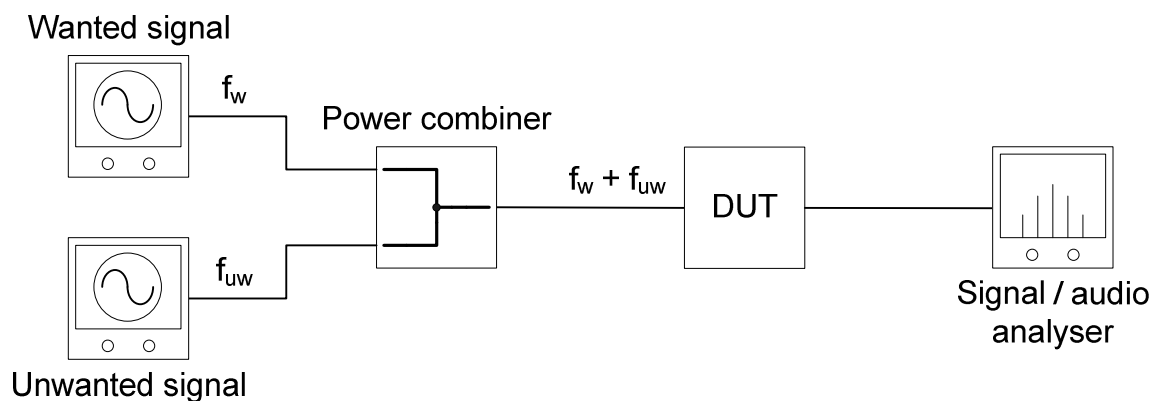 Wanted signal
fw
Power combiner
fw + fuw
DUT
fuw
Signal / audio
analyser
Unwanted signal